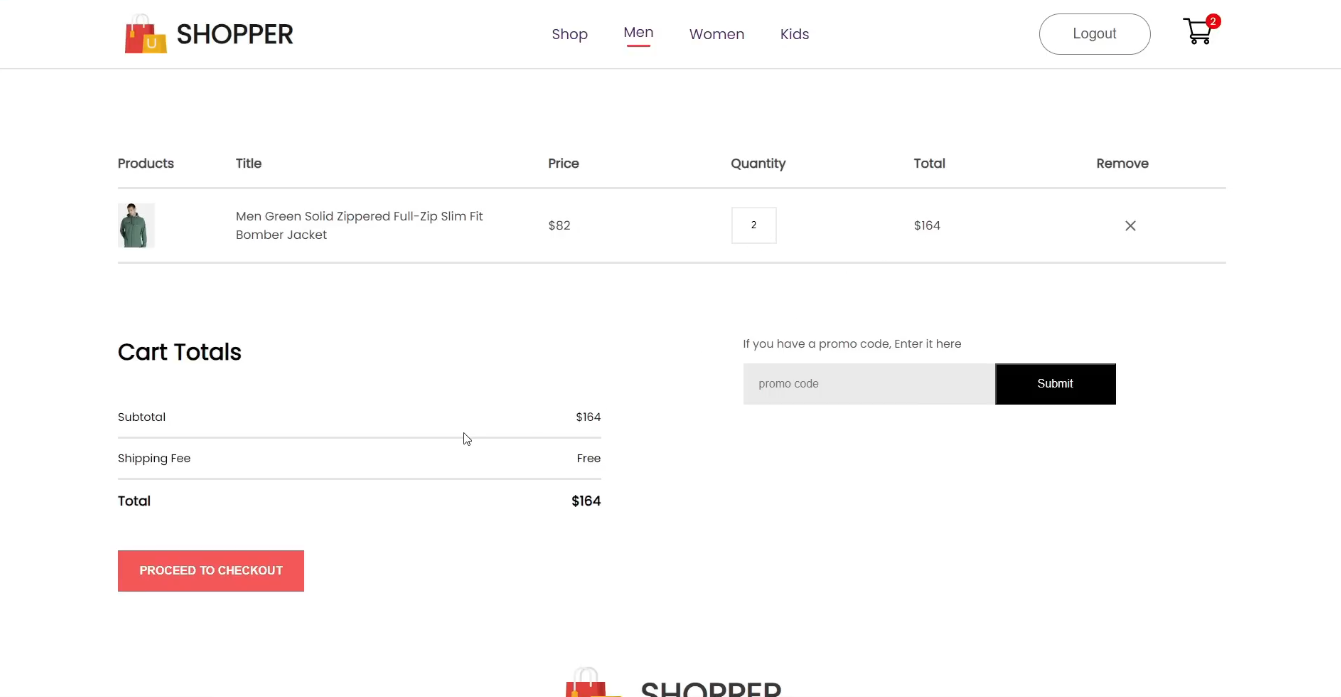 SHOPPER
Shop Men Women Kids
Logout
2
Products Title Price Quantity Total Remove
Men Green Solid Zippered Full-Zip Slim Fit
Bomber Jacket
$82 2 $164
Cart Totals
Subtotal $164
Shipping Fee Free
Total $164
PROCEED TO CHECKOUT
If you have a promo code, Enter it here
promo code Submit
SHOPPER